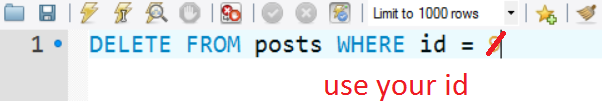 Limit to 1000 rows
1 DELETE FROM posts WHERE id =
use your id